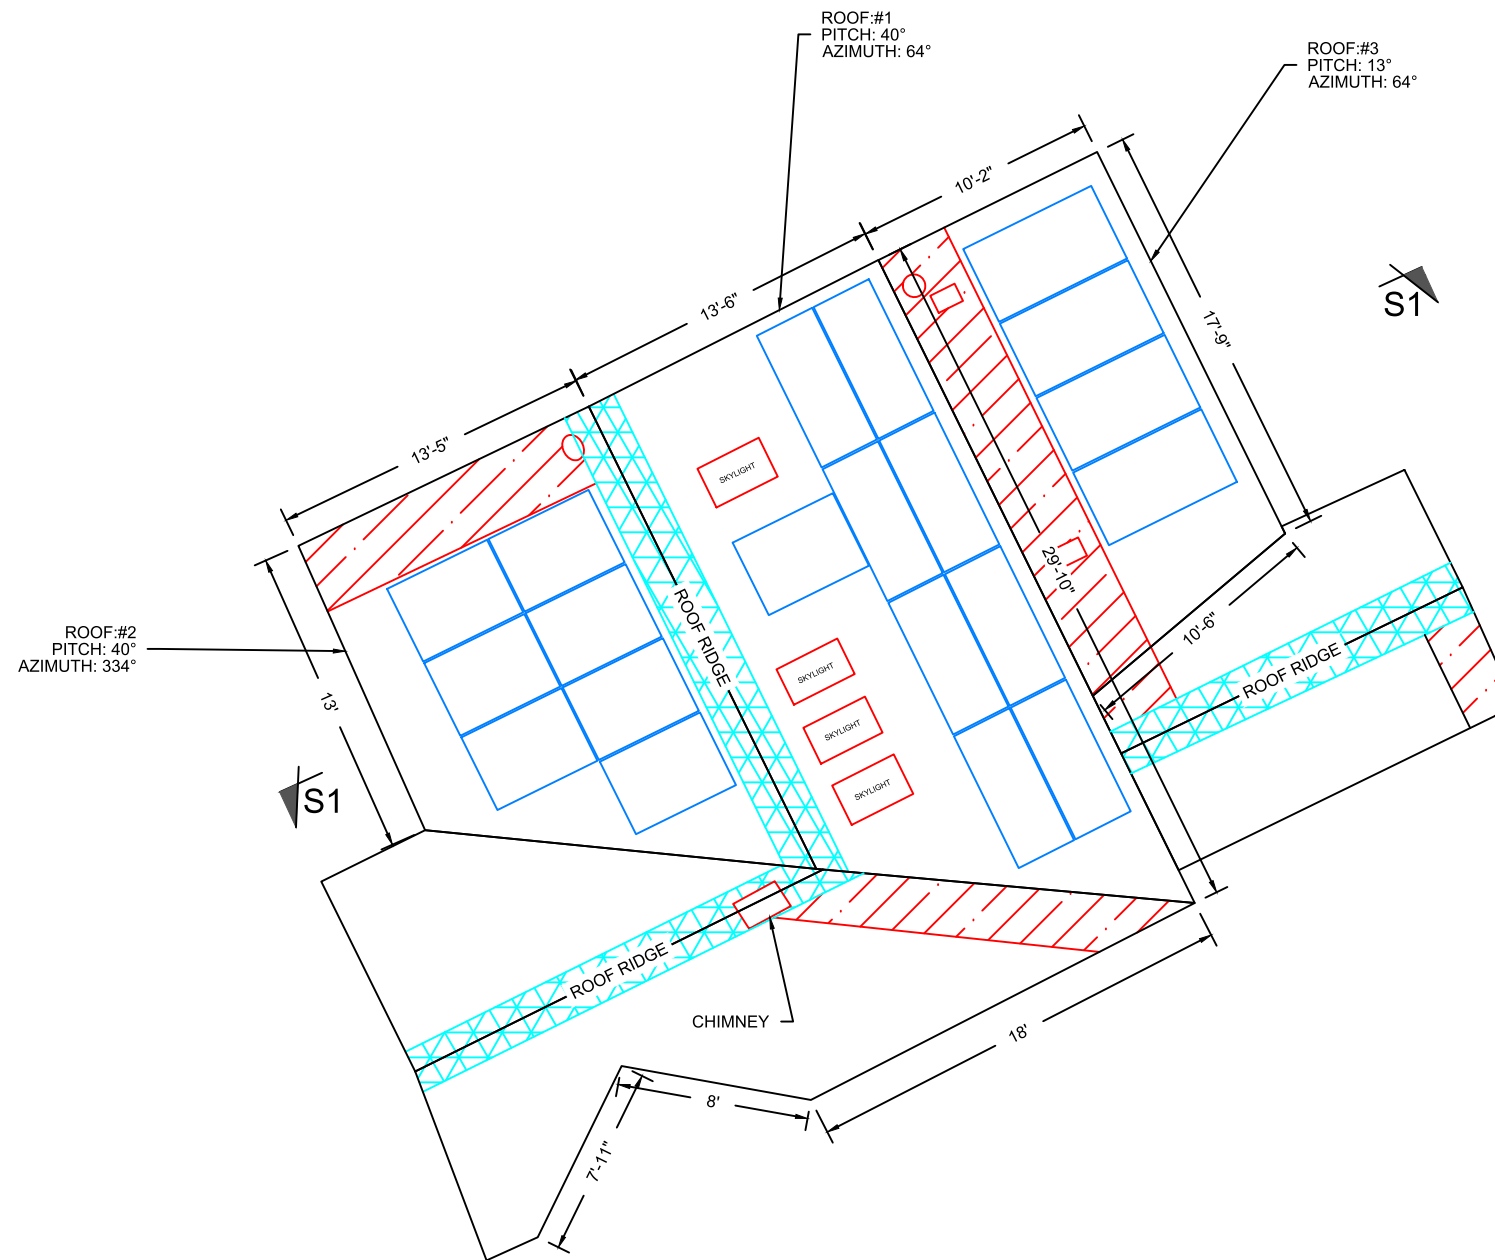 ROOF:#1
PITCH: 40°
AZIMUTH: 64°
ROOF:#3
PITCH: 13°
AZIMUTH: 64°
10'-2"
13'-6"
S1
17'-9"
13'-5"
SKYLIGHT
29'-10"
ROOF RIDGE
10'-6"
ROOF:#2
PITCH: 40°
AZIMUTH: 334°
SKYLIGHT
ROOF RIDGE
13'
SKYLIGHT
SKYLIGHT
S1
ROOF RIDGE
CHIMNEY
18'
8'
7'-11"